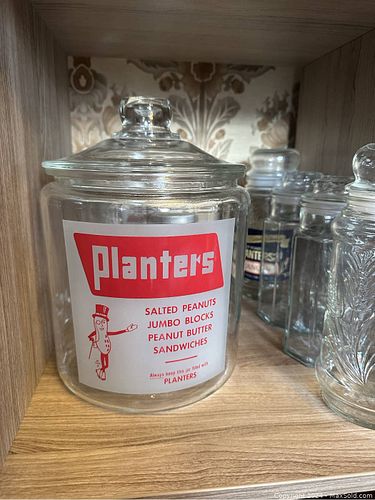 Planters
SALTED PEANUTS
JUMBO BLOCKS
PEANUT BUTTER
SANDWICHES
Always keep this jar filled with
PLANTERS
PLANTERS
Copyright 2024 - MaxSold.com